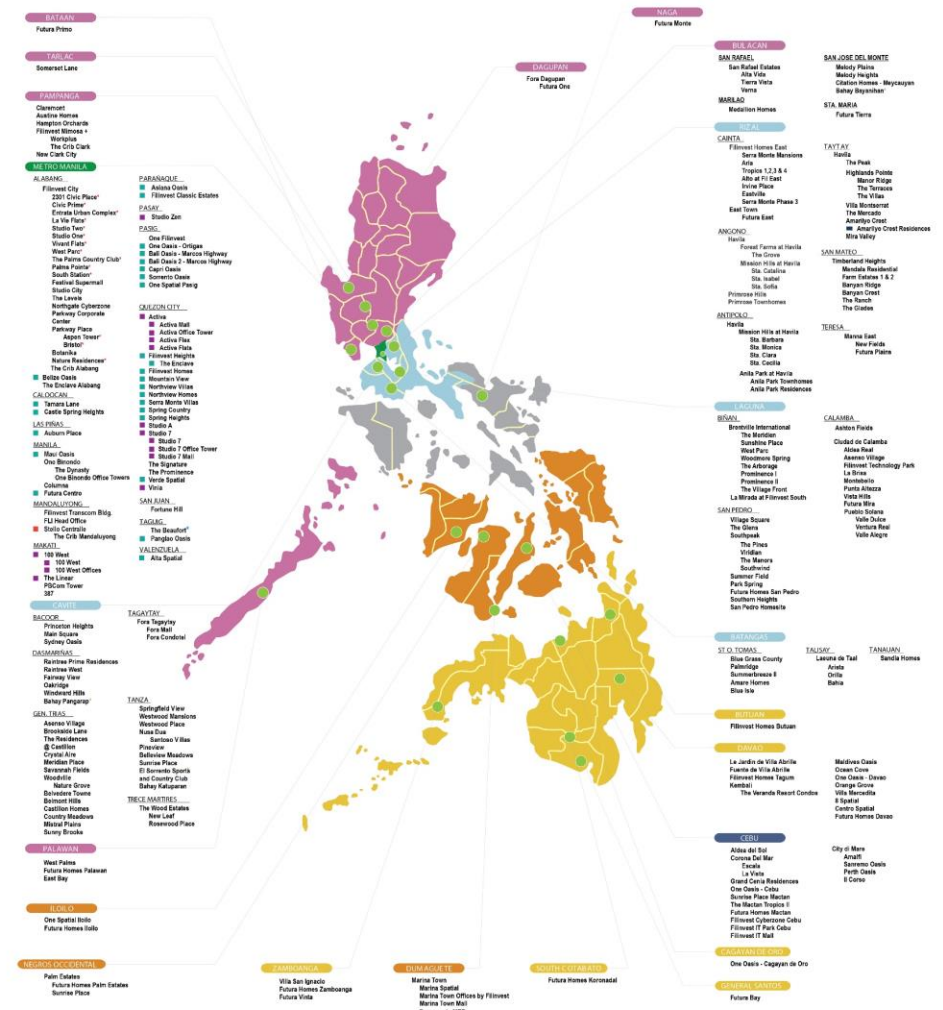 BATAAN
Futura Primo
TARLAC
Somerset Lane
PAMPANGA
Claremont
Austine Homes
Hampton Orchards
Filinvest Mimosa +
Workplus
The Crib Clark
New Clark City
METRO MANILA
ALABANG
Filinvest City
2301 Civic Place*
Civic Prime*
Entrata Urban Complex*
La Vie Flats*
Studio Two*
Studio One*
Vivant Flats*
West Parc*
The Palms Country Club*
Palms Pointe*
South Station*
Festival Supermall
Studio City
The Levels
Northgate Cyberzone
Parkway Corporate
Center
Parkway Place
Aspen Tower*
Bristol*
Botanika
Nature Residences*
The Crib Alabang
Belize Oasis
The Enclave Alabang
CALOOCAN
Tamara Lane
Castle Spring Heights
LAS PIÑAS
Auburn Place
MANILA
Maui Oasis
One Binondo
The Dynasty
One Binondo Office Towers
Columna
Futura Centro
MANDALUYONG
Filinvest Transcom Bldg.
FLI Head Office
Studio Centrale
The Crib Mandaluyong
MAKATI
100 West
100 West
100 West Offices
The Linear
PBCom Tower
387
PARAÑAQUE
Asiana Oasis
Filinvest Classic Estates
PASAY
Studio Zen
PASIG
One Filinvest
One Oasis - Ortigas
Bali Oasis - Marcos Highway
Bali Oasis 2 - Marcos Highway
Capri Oasis
Sorrento Oasis
One Spatial Pasig
QUEZON CITY
Activa
Activa Mall
Activa Office Tower
Activa Flex
Activa Flats
Filinvest Heights
The Enclave
Filinvest Homes
Mountain View
Northview Villas
Northview Homes
Serra Monte Villas
Spring Country
Spring Heights
Studio A
Studio 7
Studio 7
Studio 7 Office Tower
Studio 7 Mall
The Signature
The Prominence
Verde Spatial
Vinia
SAN JUAN
Fortune Hill
TAGUIG
The Beaufort*
Panglao Oasis
VALENZUELA
Alta Spatial
CAVITE
BACOOR
Princeton Heights
Main Square
Sydney Oasis
DASMARIÑAS
Raintree Prime Residences
Raintree West
Fairway View
Oakridge
Windward Hills
Bahay Pangarap
GEN. TRIAS
Asenso Village
Brookside Lane
The Residences
@ Castillon
Crystal Aire
Meridian Place
Savannah Fields
Woodville
Nature Grove
Belvedere Towns
Belmont Hills
Castillon Homes
Country Meadows
Mistral Plains
Sunny Brooks
TAGAYTAY
Fora Tagaytay
Fora Mall
Fora Condotel
TANZA
Springfield View
Westwood Mansions
Westwood Place
Nusa Dua
Santoso Villas
Pineview
Belleview Meadows
Sunrise Place
El Sorrento Sports
and Country Club
Bahay Katuparan
TRECE MARTIRES
The Wood Estates
New Leaf
Rosewood Place
PALAWAN
West Palms
Futura Homes Palawan
East Bay
ILOILO
One Spatial Iloilo
Futura Homes Iloilo
NEGROS OCCIDENTAL
Palm Estates
Futura Homes Palm Estates
Sunrise Place
ZAMBOANGA
Villa San Ignacio
Futura Homes Zamboanga
Futura Vinta
DUMAGUETE
Marina Town
Marina Spatial
Marina Town Offices by Filinvest
Marina Town Mall
SOUTH COTABATO
Futura Homes Koronadal
DAGUPAN
Fora Dagupan
Futura One
NAGA
Futura Monte
BULACAN
SAN RAFAEL
San Rafael Estates
Alta Vida
Tierra Vista
Verna
MARILAO
Medallion Homes
SAN JOSE DEL MONTE
Melody Plains
Melody Heights
Citation Homes - Meycauyan
Bahay Bayanihan
STA. MARIA
Futura Tierra
RIZAL
CAINTA
Filinvest Homes East
Serra Monte Mansions
Aria
Tropics 1,2,3 & 4
Alto at Fil East
Irvine Place
Eastville
Serra Monte Phase 3
East Town
Futura East
ANGONO
Havila
Forest Farms at Havila
The Grove
Mission Hills at Havila
Sta. Catalina
Sta. Isabel
Sta. Sofia
Primrose Hills
Primrose Townhomes
ANTIPOLO
Havila
Mission Hills at Havila
Sta. Barbara
Sta. Monica
Sta. Clara
Sta. Cecilia
Anila Park at Havila
Anila Park Townhomes
Anila Park Residences
TAYTAY
Havila
The Peak
Highlands Pointe
Manor Ridge
The Terraces
The Villas
Villa Montserrat
The Mercado
Amarilyo Crest
Amarilyo Crest Residences
Mira Valley
SAN MATEO
Timberland Heights
Mandala Residential
Farm Estates 1 & 2
Banyan Ridge
Banyan Crest
The Ranch
The Glades
TERESA
Manna East
New Fields
Futura Plains
LAGUNA
BIÑAN
Brentville International
The Meridian
Sunshine Place
West Parc
Woodmore Spring
The Arborage
Prominence I
Prominence II
The Village Front
La Mirada at Filinvest South
SAN PEDRO
Village Square
The Glens
Southpeak
The Pines
Viridian
The Manors
Southwind
Summer Field
Park Spring
Futura Homes San Pedro
Southern Heights
San Pedro Homesite
CALAMBA
Ashton Fields
Ciudad de Calamba
Aldea Real
Asenso Village
Filinvest Technology Park
La Brisa
Montebello
Punta Altezza
Vista Hills
Futura Mira
Pueblo Solana
Valle Dulce
Ventura Real
Valle Alegre
BATANGAS
STO. TOMAS
Blue Grass County
Palmridge
Summerbreeze II
Amare Homes
Blue Isle
TALISAY
Laeuna de Taal
Arista
Orilla
Bahia
TANAUAN
Sandia Homes
BUTUAN
Filinvest Homes Butuan
DAVAO
Le Jardin de Villa Abrille
Fuente de Villa Abrille
Filinvest Homes Tagum
Kembali
The Veranda Resort Condos
Maldives Oasis
Ocean Cove
One Oasis - Davao
Orange Grove
Villa Mercedita
8 Spatial
Centro Spatial
Futura Homes Davao
CEBU
Aldea del Sol
Corona Del Mar
Escala
La Vista
Grand Cenia Residences
One Oasis - Cebu
Sunrise Place Mactan
The Mactan Tropics II
Futura Homes Mactan
Filinvest Cyberzone Cebu
Filinvest IT Park Cebu
Filinvest IT Mall
City di Mare
Amalfi
Sanremo Oasis
Perth Oasis
Il Corso
CAGAYAN DE ORO
One Oasis - Cagayan de Oro
GENERAL SANTOS
Futura Bay